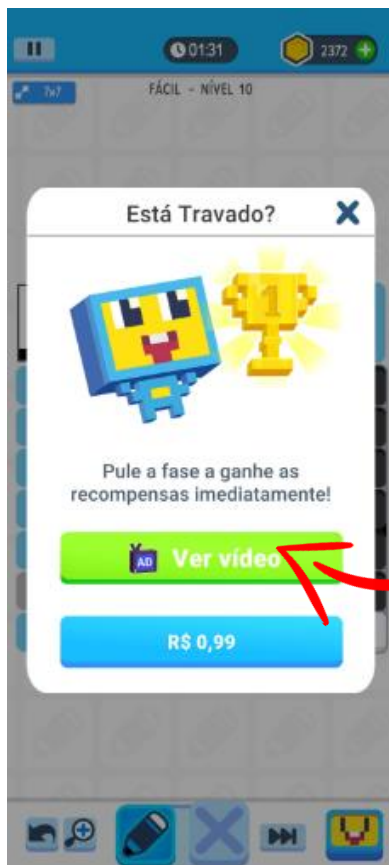 01:31
2372
7x7
FÁCIL - NÍVEL 10
Está Travado?
1
Pule a fase a ganhe as
recompensas imediatamente!
AD Ver vídeo
R$ 0,99